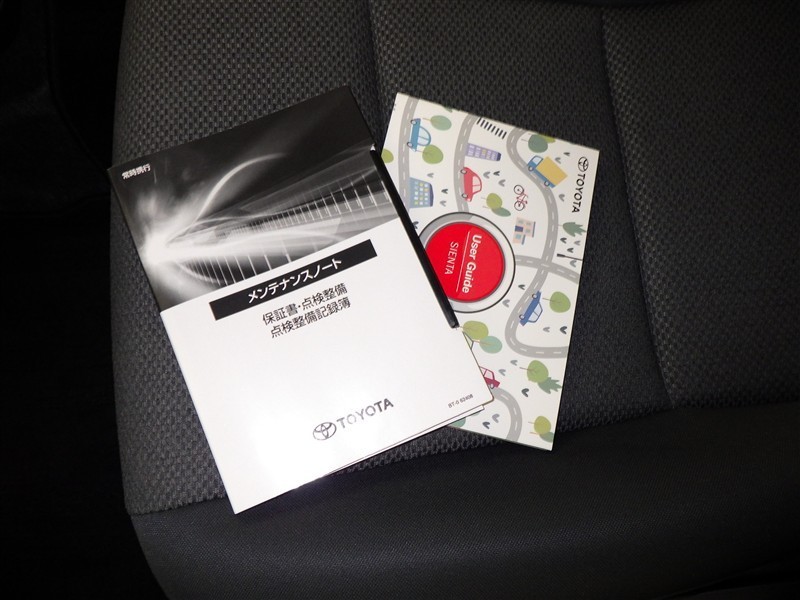 常時携行
メンテナンスノート
保証書・点検整備
点検整備記録簿
TOYOTA
TOYOTA
User Guide
SIENTA